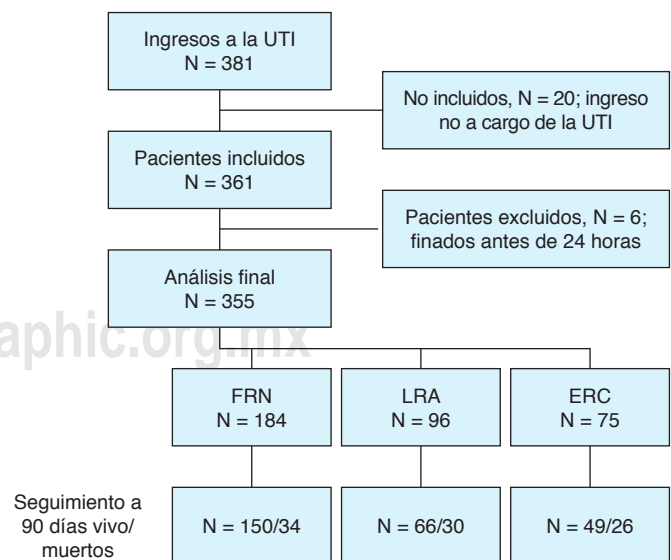 Ingresos a la UTI
N = 381
No incluidos, N = 20; ingreso
no a cargo de la UTI
Pacientes incluidos
N = 361
Pacientes excluidos, N = 6;
finados antes de 24 horas
Análisis final
N = 355
aphic.org.mx
FRN
N = 184
LRA
N = 96
ERC
N = 75
Seguimiento a
90 días vivo/
muertos
N = 150/34
N = 66/30
N = 49/26